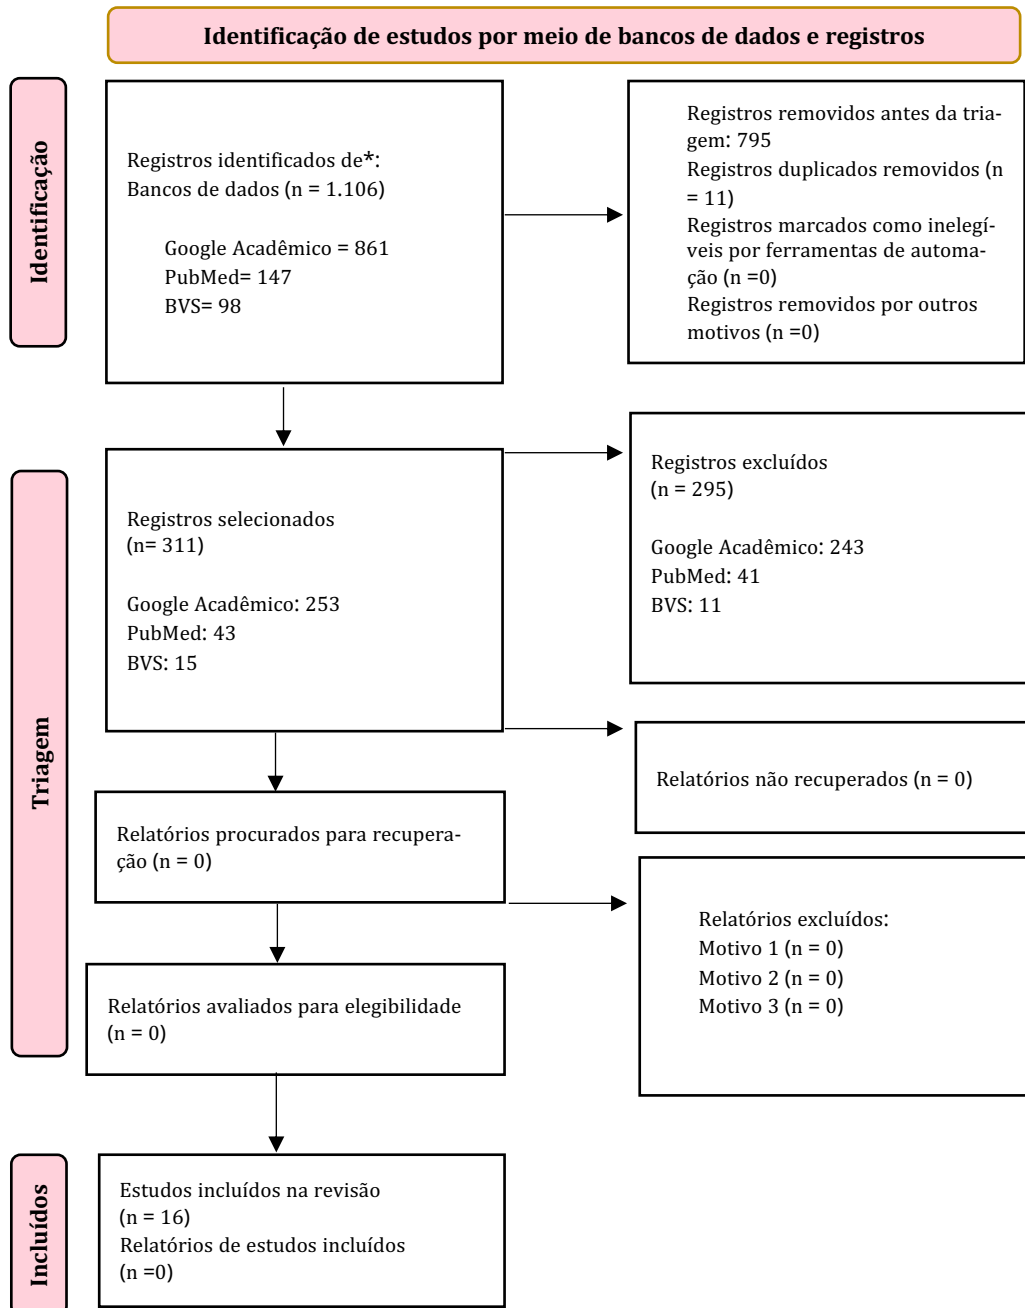 Identificação de estudos por meio de bancos de dados e registros
Identificação
Registros identificados de*:
Bancos de dados (n = 1.106)
Google Acadêmico = 861
PubMed= 147
BVS= 98
Registros removidos antes da tria-
gem: 795
Registros duplicados removidos (n
= 11)
Registros marcados como inelegí-
veis por ferramentas de automa-
ção (n =0)
Registros removidos por outros
motivos (n =0)
Triagem
Registros selecionados
(n= 311)
Google Acadêmico: 253
PubMed: 43
BVS: 15
Registros excluídos
(n = 295)
Google Acadêmico: 243
PubMed: 41
BVS: 11
Relatórios procurados para recupera-
ção (n = 0)
Relatórios não recuperados (n = 0)
Relatórios avaliados para elegibilidade
(n = 0)
Relatórios excluídos:
Motivo 1 (n = 0)
Motivo 2 (n = 0)
Motivo 3 (n = 0)
Incluídos
Estudos incluídos na revisão
(n = 16)
Relatórios de estudos incluídos
(n =0)